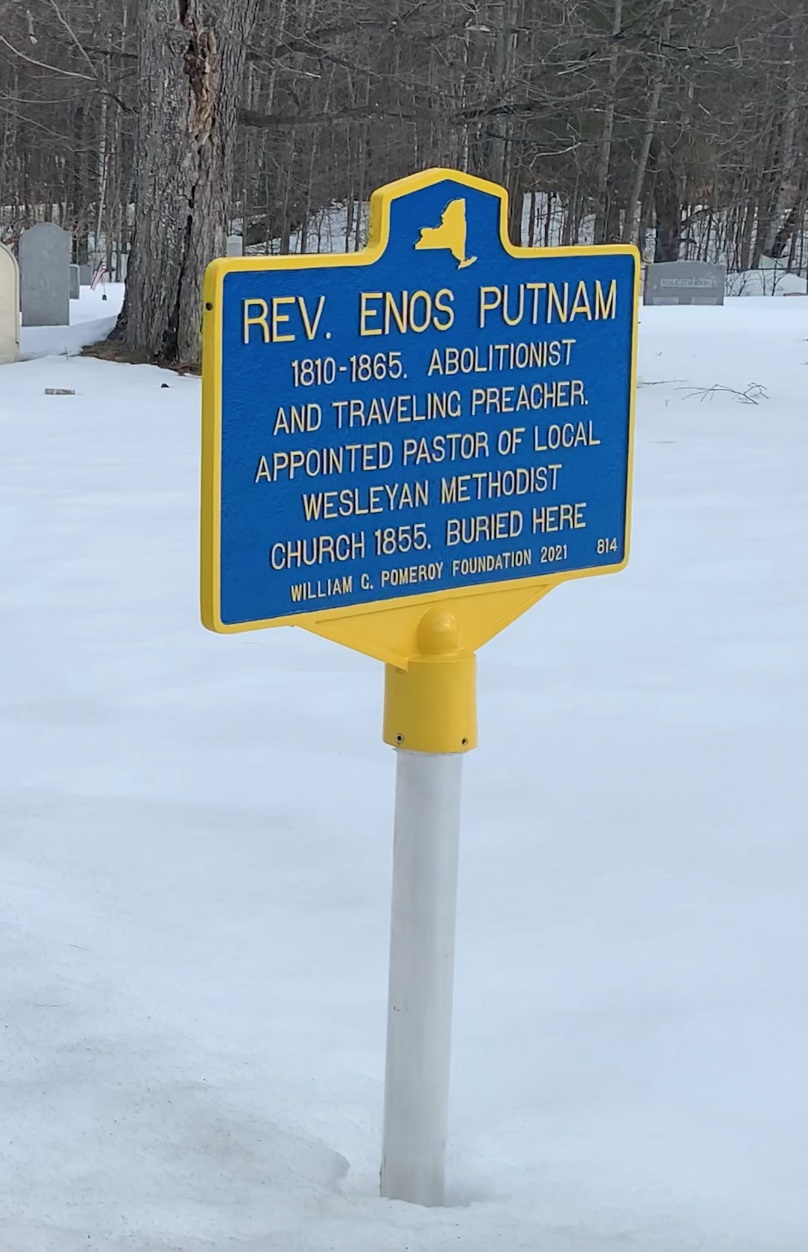 REV. ENOS PUTNAM
1810-1865. ABOLITIONIST
AND TRAVELING PREACHER.
APPOINTED PASTOR OF LOCAL
WESLEYAN METHODIST
CHURCH 1855. BURIED HERE
WILLIAM G. POMEROY FOUNDATION 2021 814